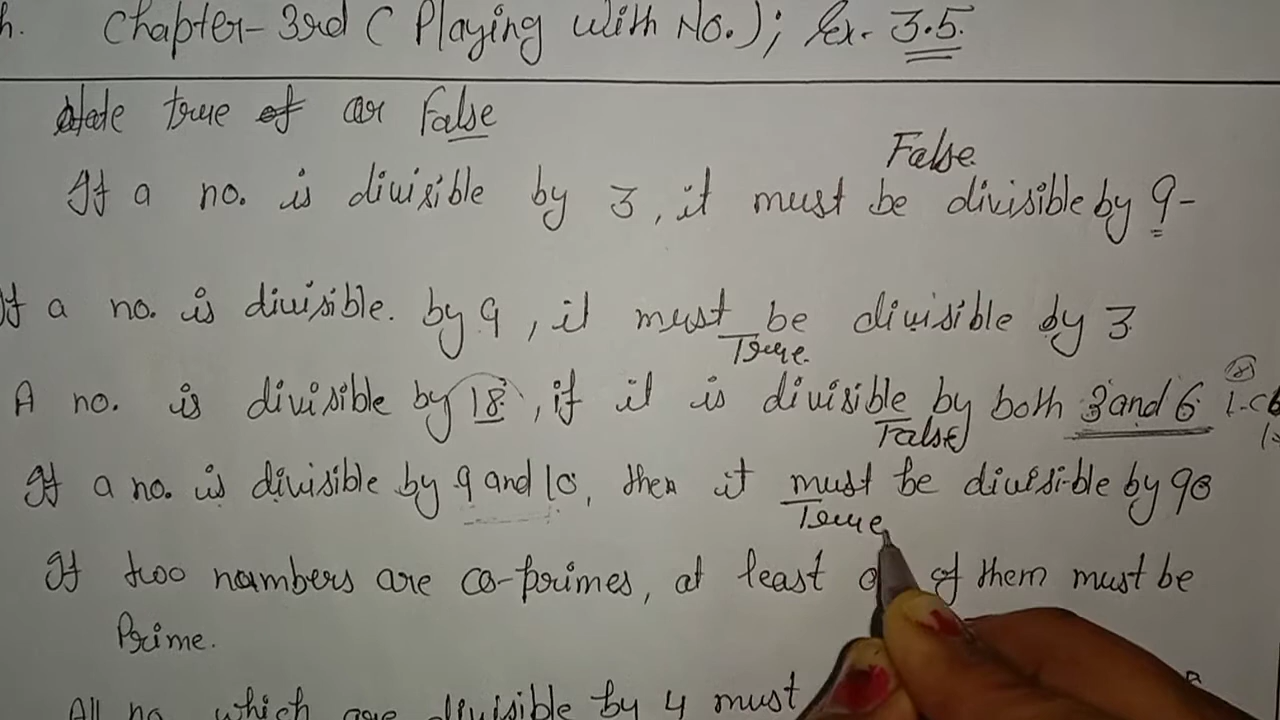 h. Chapter-3rd ( Playing with No.); Ex- 3.5
State true of or False
False.
If a no. is divisible by 3, it must be divisible by 9-
If a no. is divisible. by 9, it must be divisible by 3
True.
A no. is divisible by 18, if it is divisible by both 3 and 6
False
If a no. is divisible by 9 and 10, then it must be divisible by 90
True
If two numbers are co-primes, at least of them must be
Prime.
All no. which are divisible by 4 must